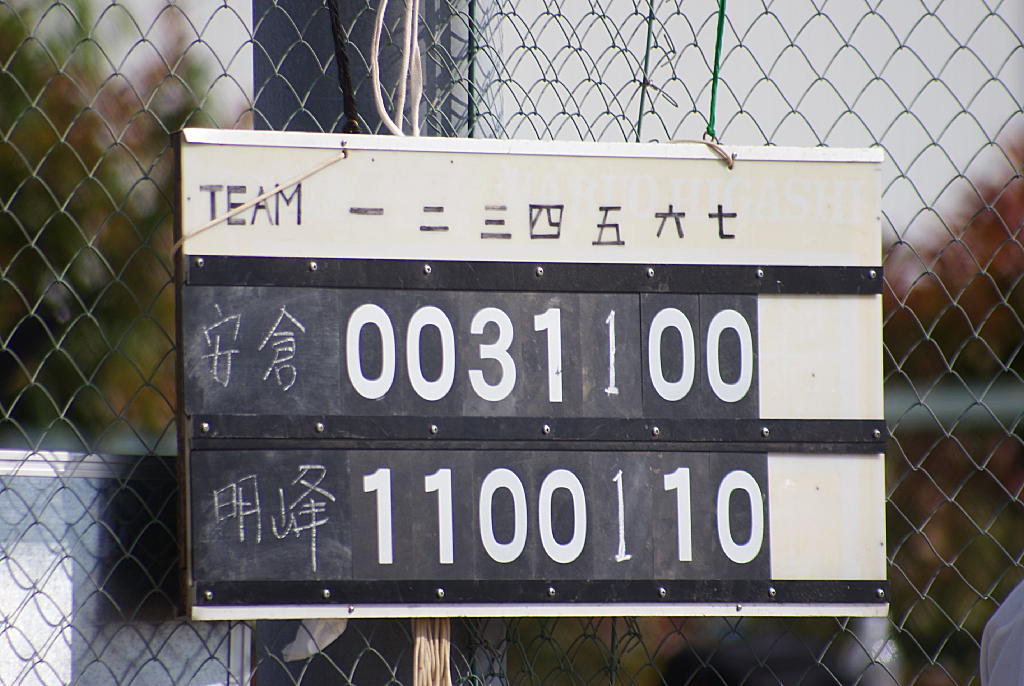 TEAM 一 二 三 四 五 六 七
安倉 0 0 3 1 1 0 0
明峰 1 1 0 0 1 1 0